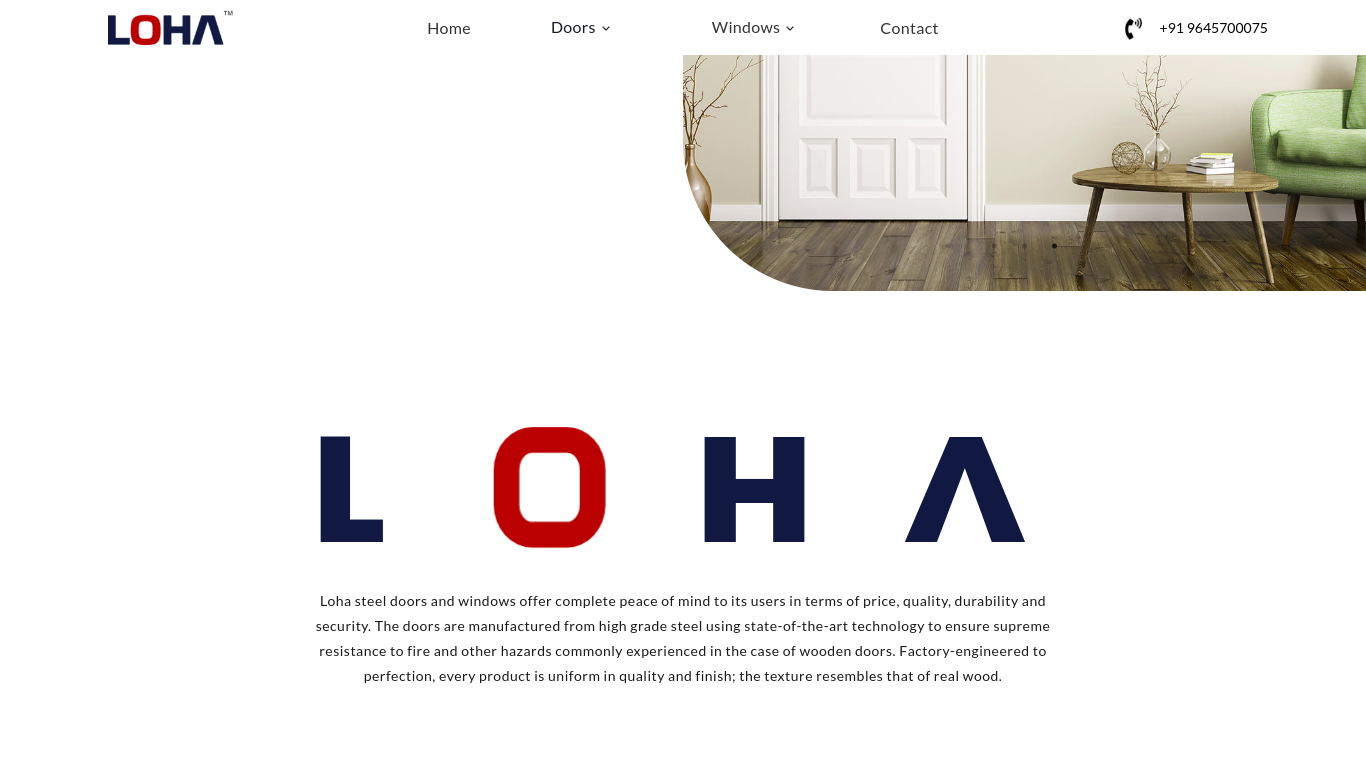 LOHA™
Home
Doors
Windows
Contact
+91 9645700075
LOHA
Loha steel doors and windows offer complete peace of mind to its users in terms of price, quality, durability and
security. The doors are manufactured from high grade steel using state-of-the-art technology to ensure supreme
resistance to fire and other hazards commonly experienced in the case of wooden doors. Factory-engineered to
perfection, every product is uniform in quality and finish; the texture resembles that of real wood.